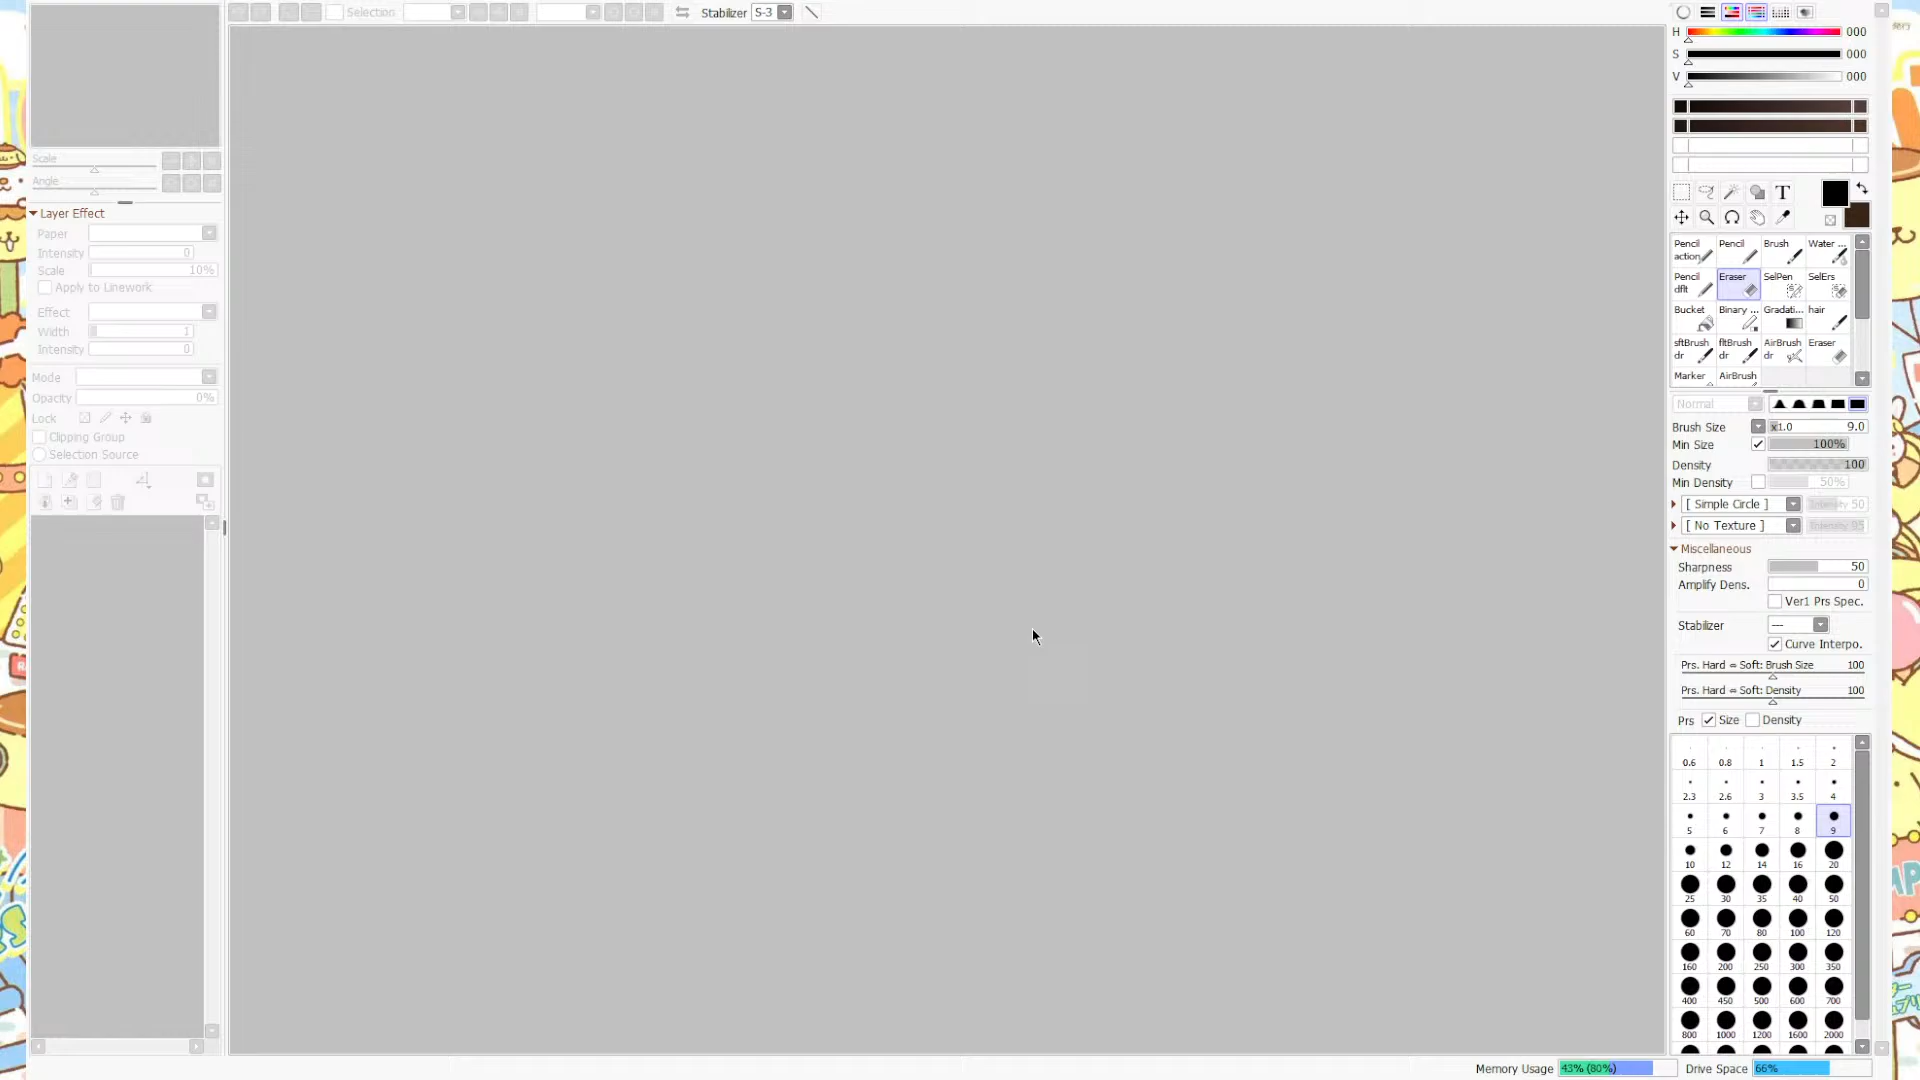 Selection
Stabilizer S-3
H 000
S 000
V 000
Scale
Angle
Layer Effect
Paper
Intensity 0
Scale 10%
Apply to Linework
Effect
Width 1
Intensity 0
Mode
Opacity 0%
Lock
Clipping Group
Selection Source
T
Pencil action
Pencil
Brush
Water ...
Pencil dflt
Eraser
SelPen
SelErs
Bucket
Binary ...
Gradati...
hair
sftBrush dr
fltBrush dr
AirBrush dr
Eraser
Marker
AirBrush
Normal
Brush Size x1.0 9.0
Min Size 100%
Density 100
Min Density 50%
[ Simple Circle ] Intensity 50
[ No Texture ] Intensity 95
Miscellaneous
Sharpness 50
Amplify Dens. 0
Ver1 Prs Spec.
Stabilizer ---
Curve Interpo.
Prs. Hard ⇔ Soft: Brush Size 100
Prs. Hard ⇔ Soft: Density 100
Prs Size Density
0.6 0.8 1 1.5 2
2.3 2.6 3 3.5 4
5 6 7 8 9
10 12 14 16 20
25 30 35 40 50
60 70 80 100 120
160 200 250 300 350
400 450 500 600 700
800 1000 1200 1600 2000
Memory Usage 43% (80%) Drive Space 66%